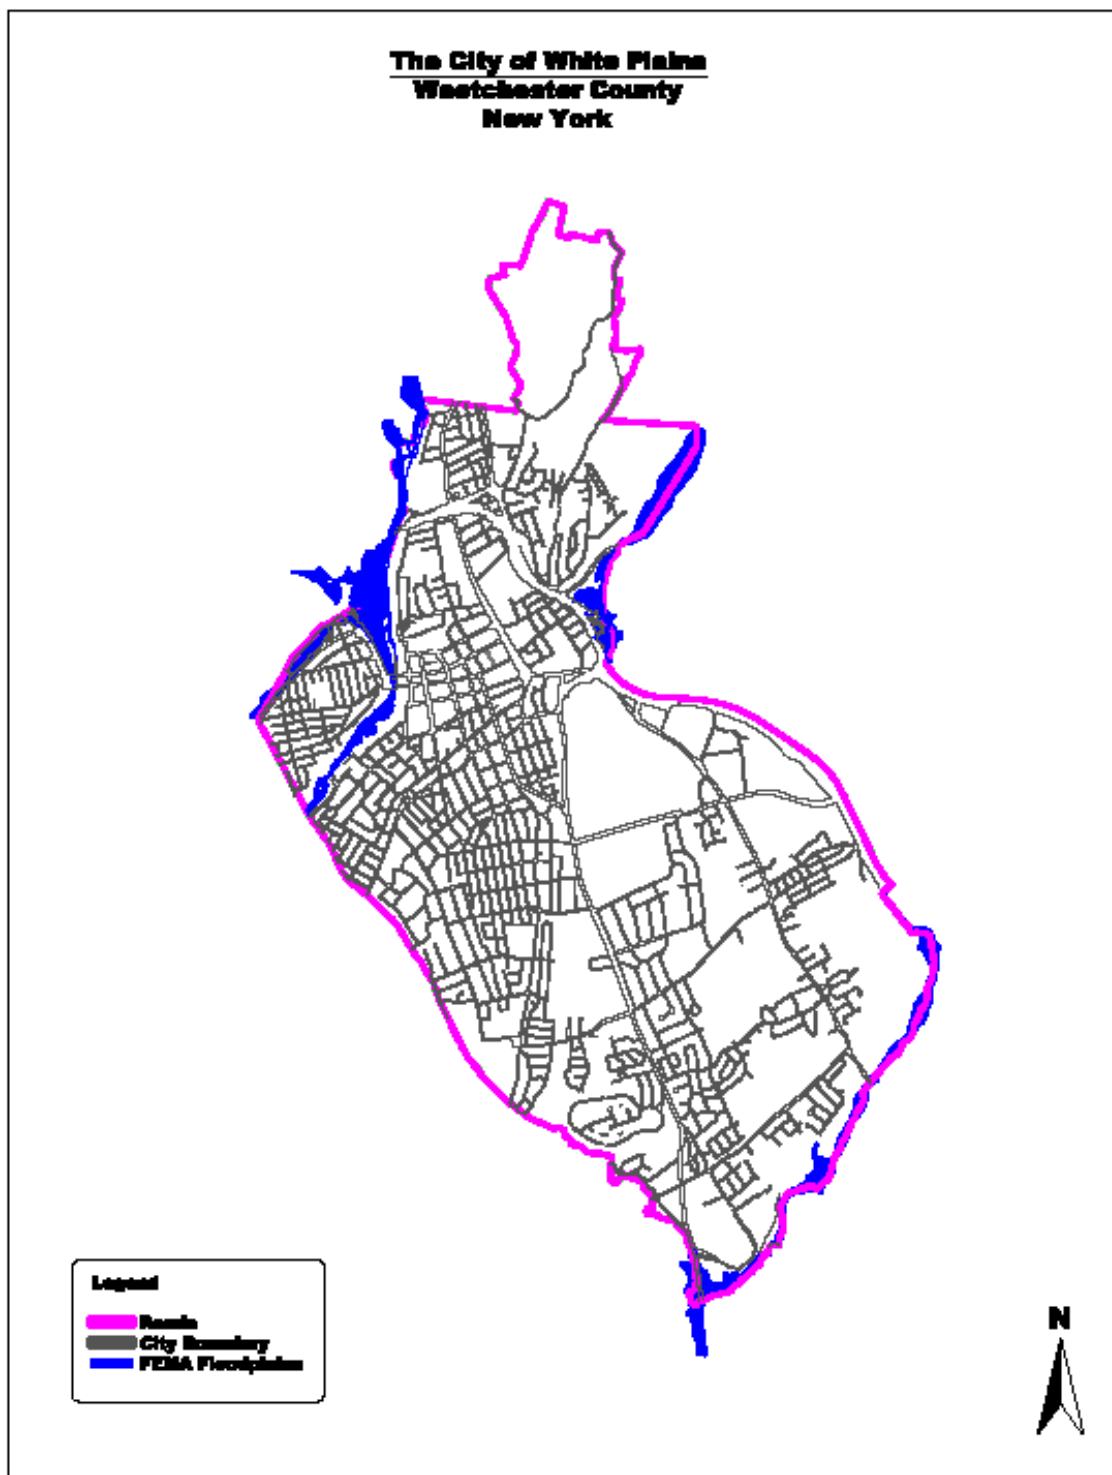 The City of White Plains
Westchester County
New York
Legend
Roads
City Boundary
FEMA Floodplains
N